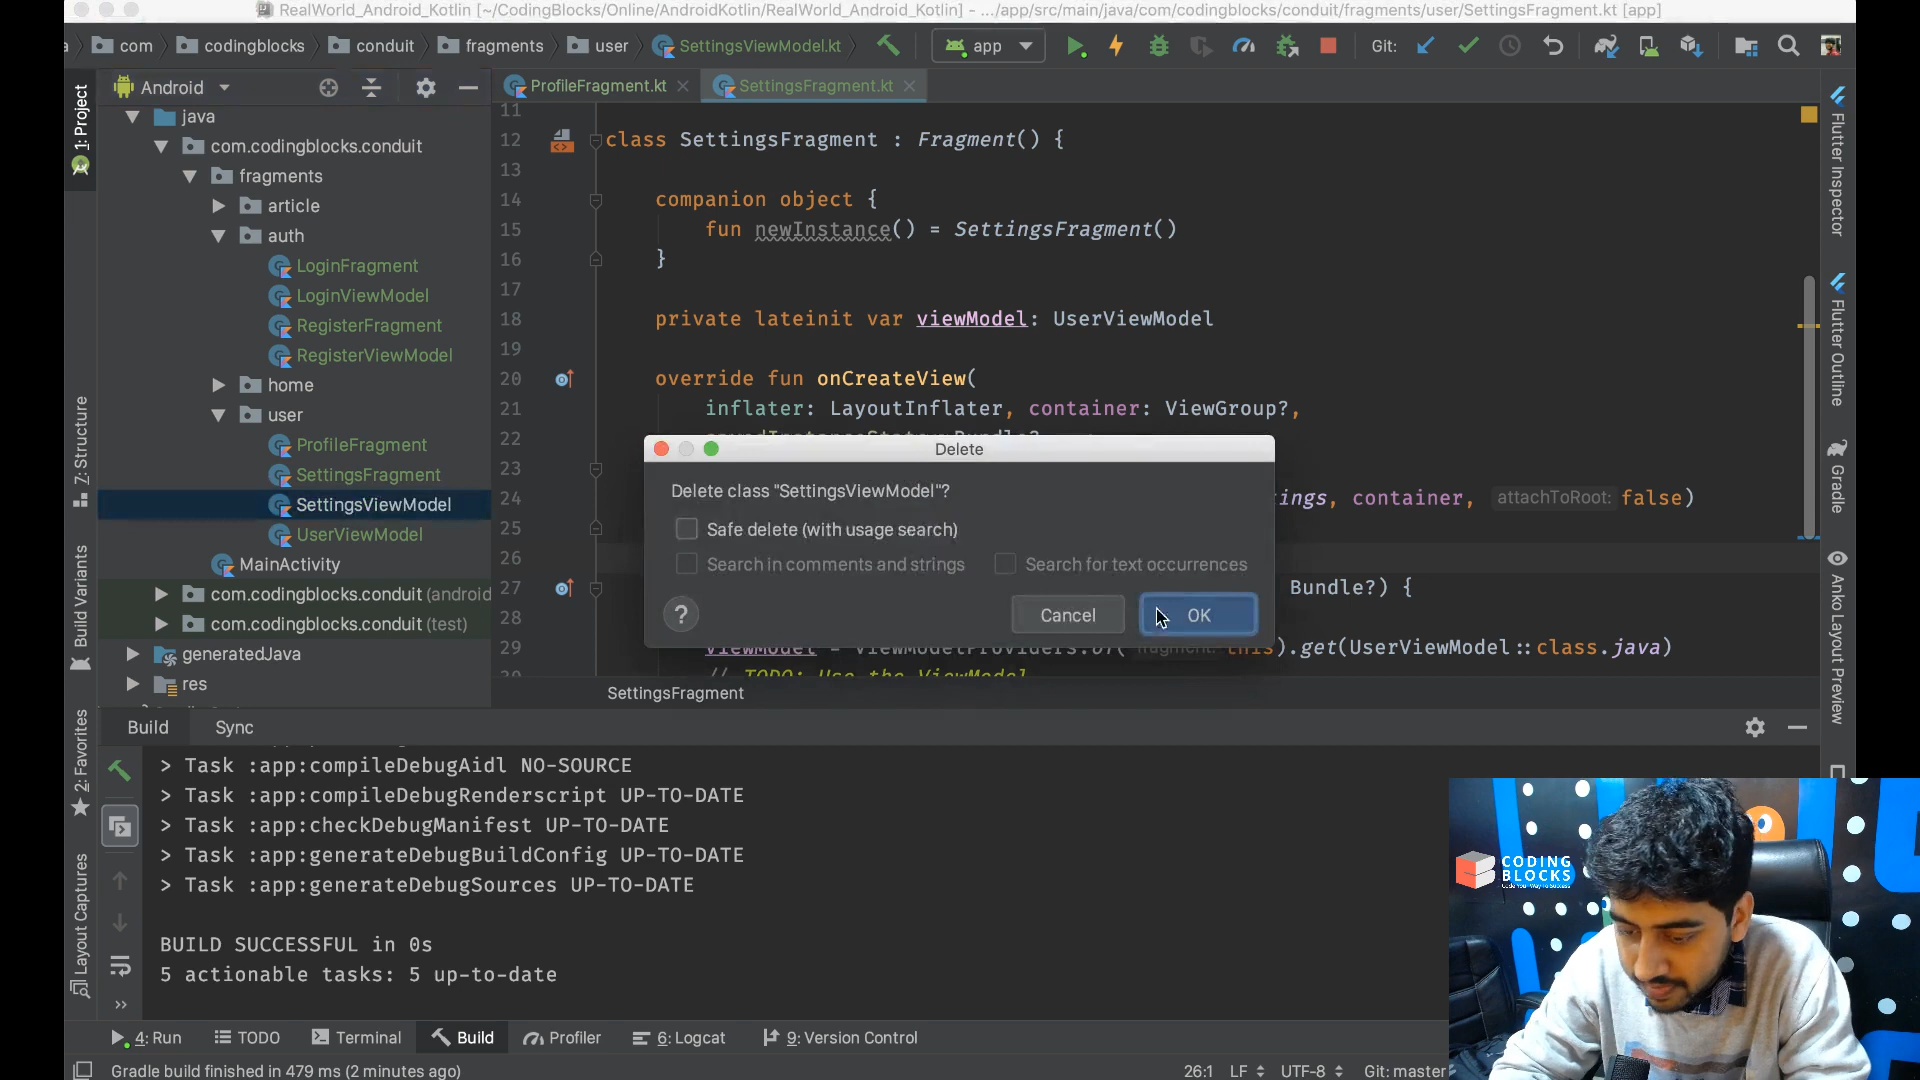 RealWorld_Android_Kotlin [~/CodingBlocks/Online/AndroidKotlin/RealWorld_Android_Kotlin] - .../app/src/main/java/com/codingblocks/conduit/fragments/user/SettingsFragment.kt [app]
com codingblocks conduit fragments user SettingsViewModel.kt app Git:
Android ProfileFragment.kt SettingsFragment.kt
1: Project
7: Structure
Build Variants
2: Favorites
Layout Captures
java
com.codingblocks.conduit
fragments
article
auth
LoginFragment
LoginViewModel
RegisterFragment
RegisterViewModel
home
user
ProfileFragment
SettingsFragment
SettingsViewModel
UserViewModel
MainActivity
com.codingblocks.conduit (android
com.codingblocks.conduit (test)
generatedJava
res
11
12 class SettingsFragment : Fragment() {
13
14 companion object {
15 fun newInstance() = SettingsFragment()
16 }
17
18 private lateinit var viewModel: UserViewModel
19
20 override fun onCreateView(
21 inflater: LayoutInflater, container: ViewGroup?,
22
23
24 ings, container, attachToRoot: false)
25
26
27 Bundle?) {
28
29 viewModel = ViewModelProviders.of( fragment: this).get(UserViewModel::class.java)
30 // TODO: Use the ViewModel
SettingsFragment
Delete
Delete class "SettingsViewModel"?
Safe delete (with usage search)
Search in comments and strings Search for text occurrences
? Cancel OK
Flutter Inspector
Flutter Outline
Gradle
Anko Layout Preview
Build Sync
> Task :app:compileDebugAidl NO-SOURCE
> Task :app:compileDebugRenderscript UP-TO-DATE
> Task :app:checkDebugManifest UP-TO-DATE
> Task :app:generateDebugBuildConfig UP-TO-DATE
> Task :app:generateDebugSources UP-TO-DATE
BUILD SUCCESSFUL in 0s
5 actionable tasks: 5 up-to-date
CODING
BLOCKS
Code Your Way To Success
4: Run TODO Terminal Build Profiler 6: Logcat 9: Version Control
Gradle build finished in 479 ms (2 minutes ago) 26:1 LF UTF-8 Git: master